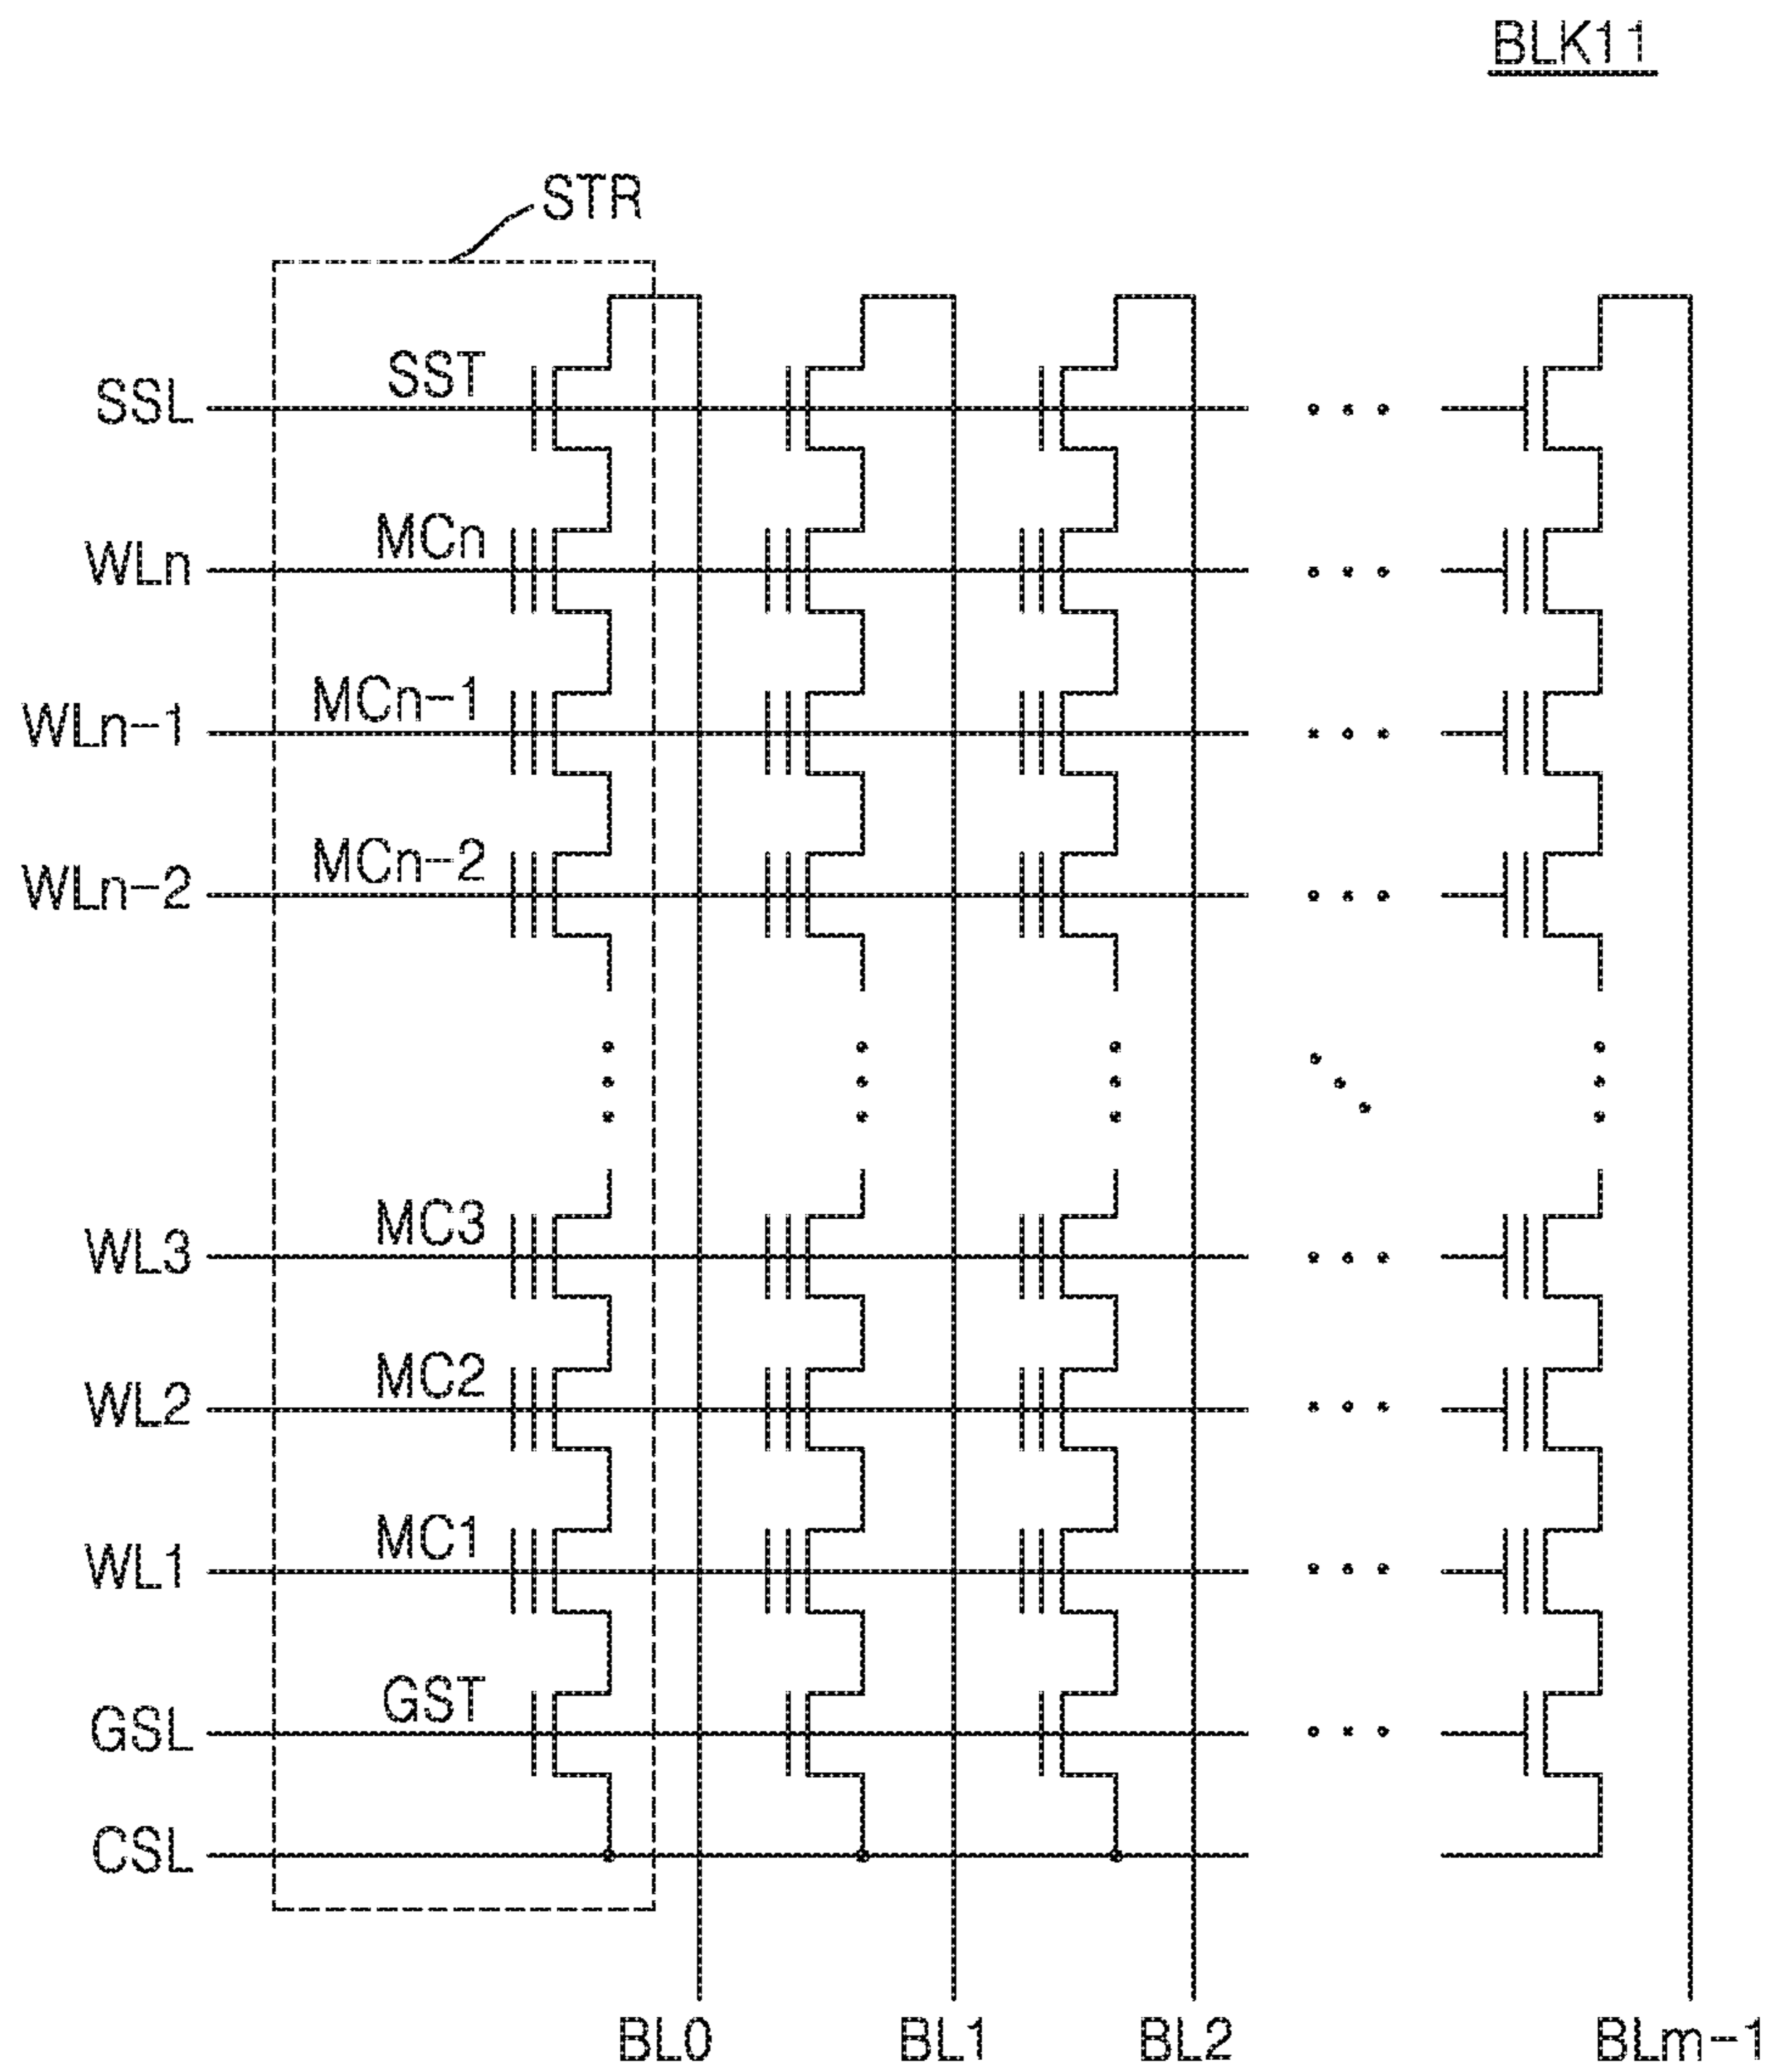 BLK11
STR
SSL SST
WLn MCn
WLn-1 MCn-1
WLn-2 MCn-2
WL3 MC3
WL2 MC2
WL1 MC1
GSL GST
CSL
BL0 BL1 BL2 BLm-1